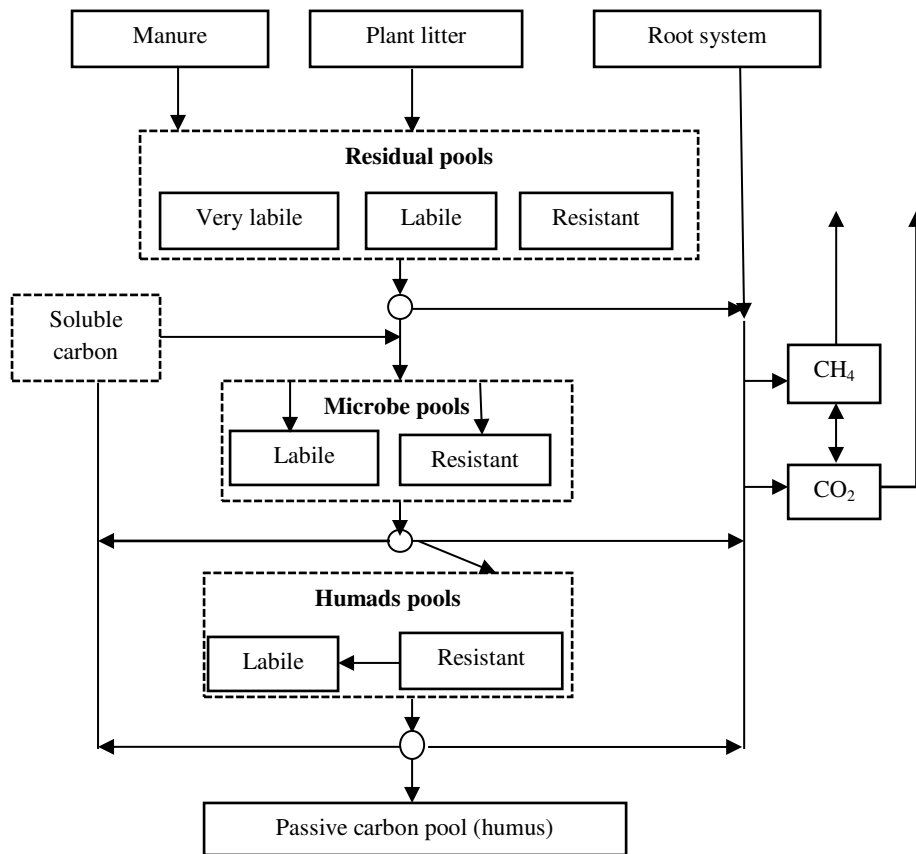 Manure
Plant litter
Root system
Residual pools
Very labile
Labile
Resistant
Soluble
carbon
CH₄
Microbe pools
Labile
Resistant
CO₂
Humads pools
Labile
Resistant
Passive carbon pool (humus)